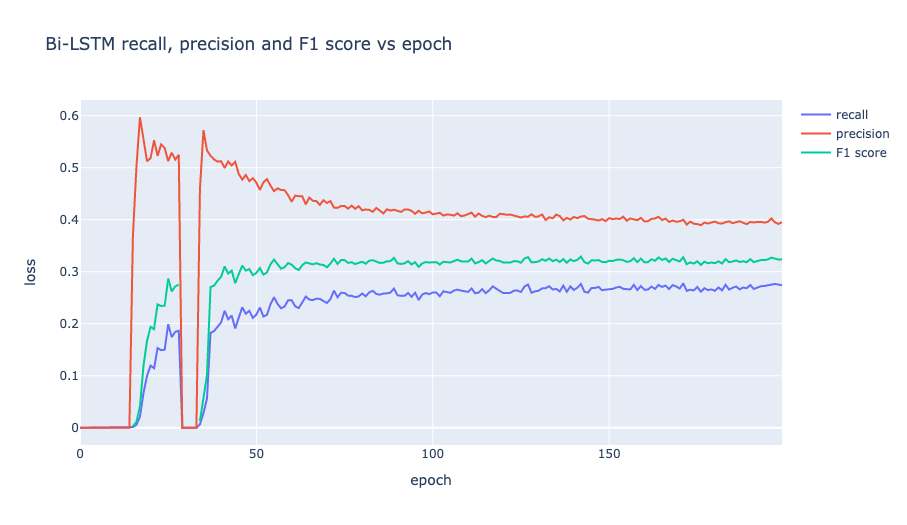 Bi-LSTM recall, precision and F1 score vs epoch
recall
precision
F1 score
0.6
0.5
0.4
0.3
0.2
0.1
0
loss
0
50
100
150
epoch